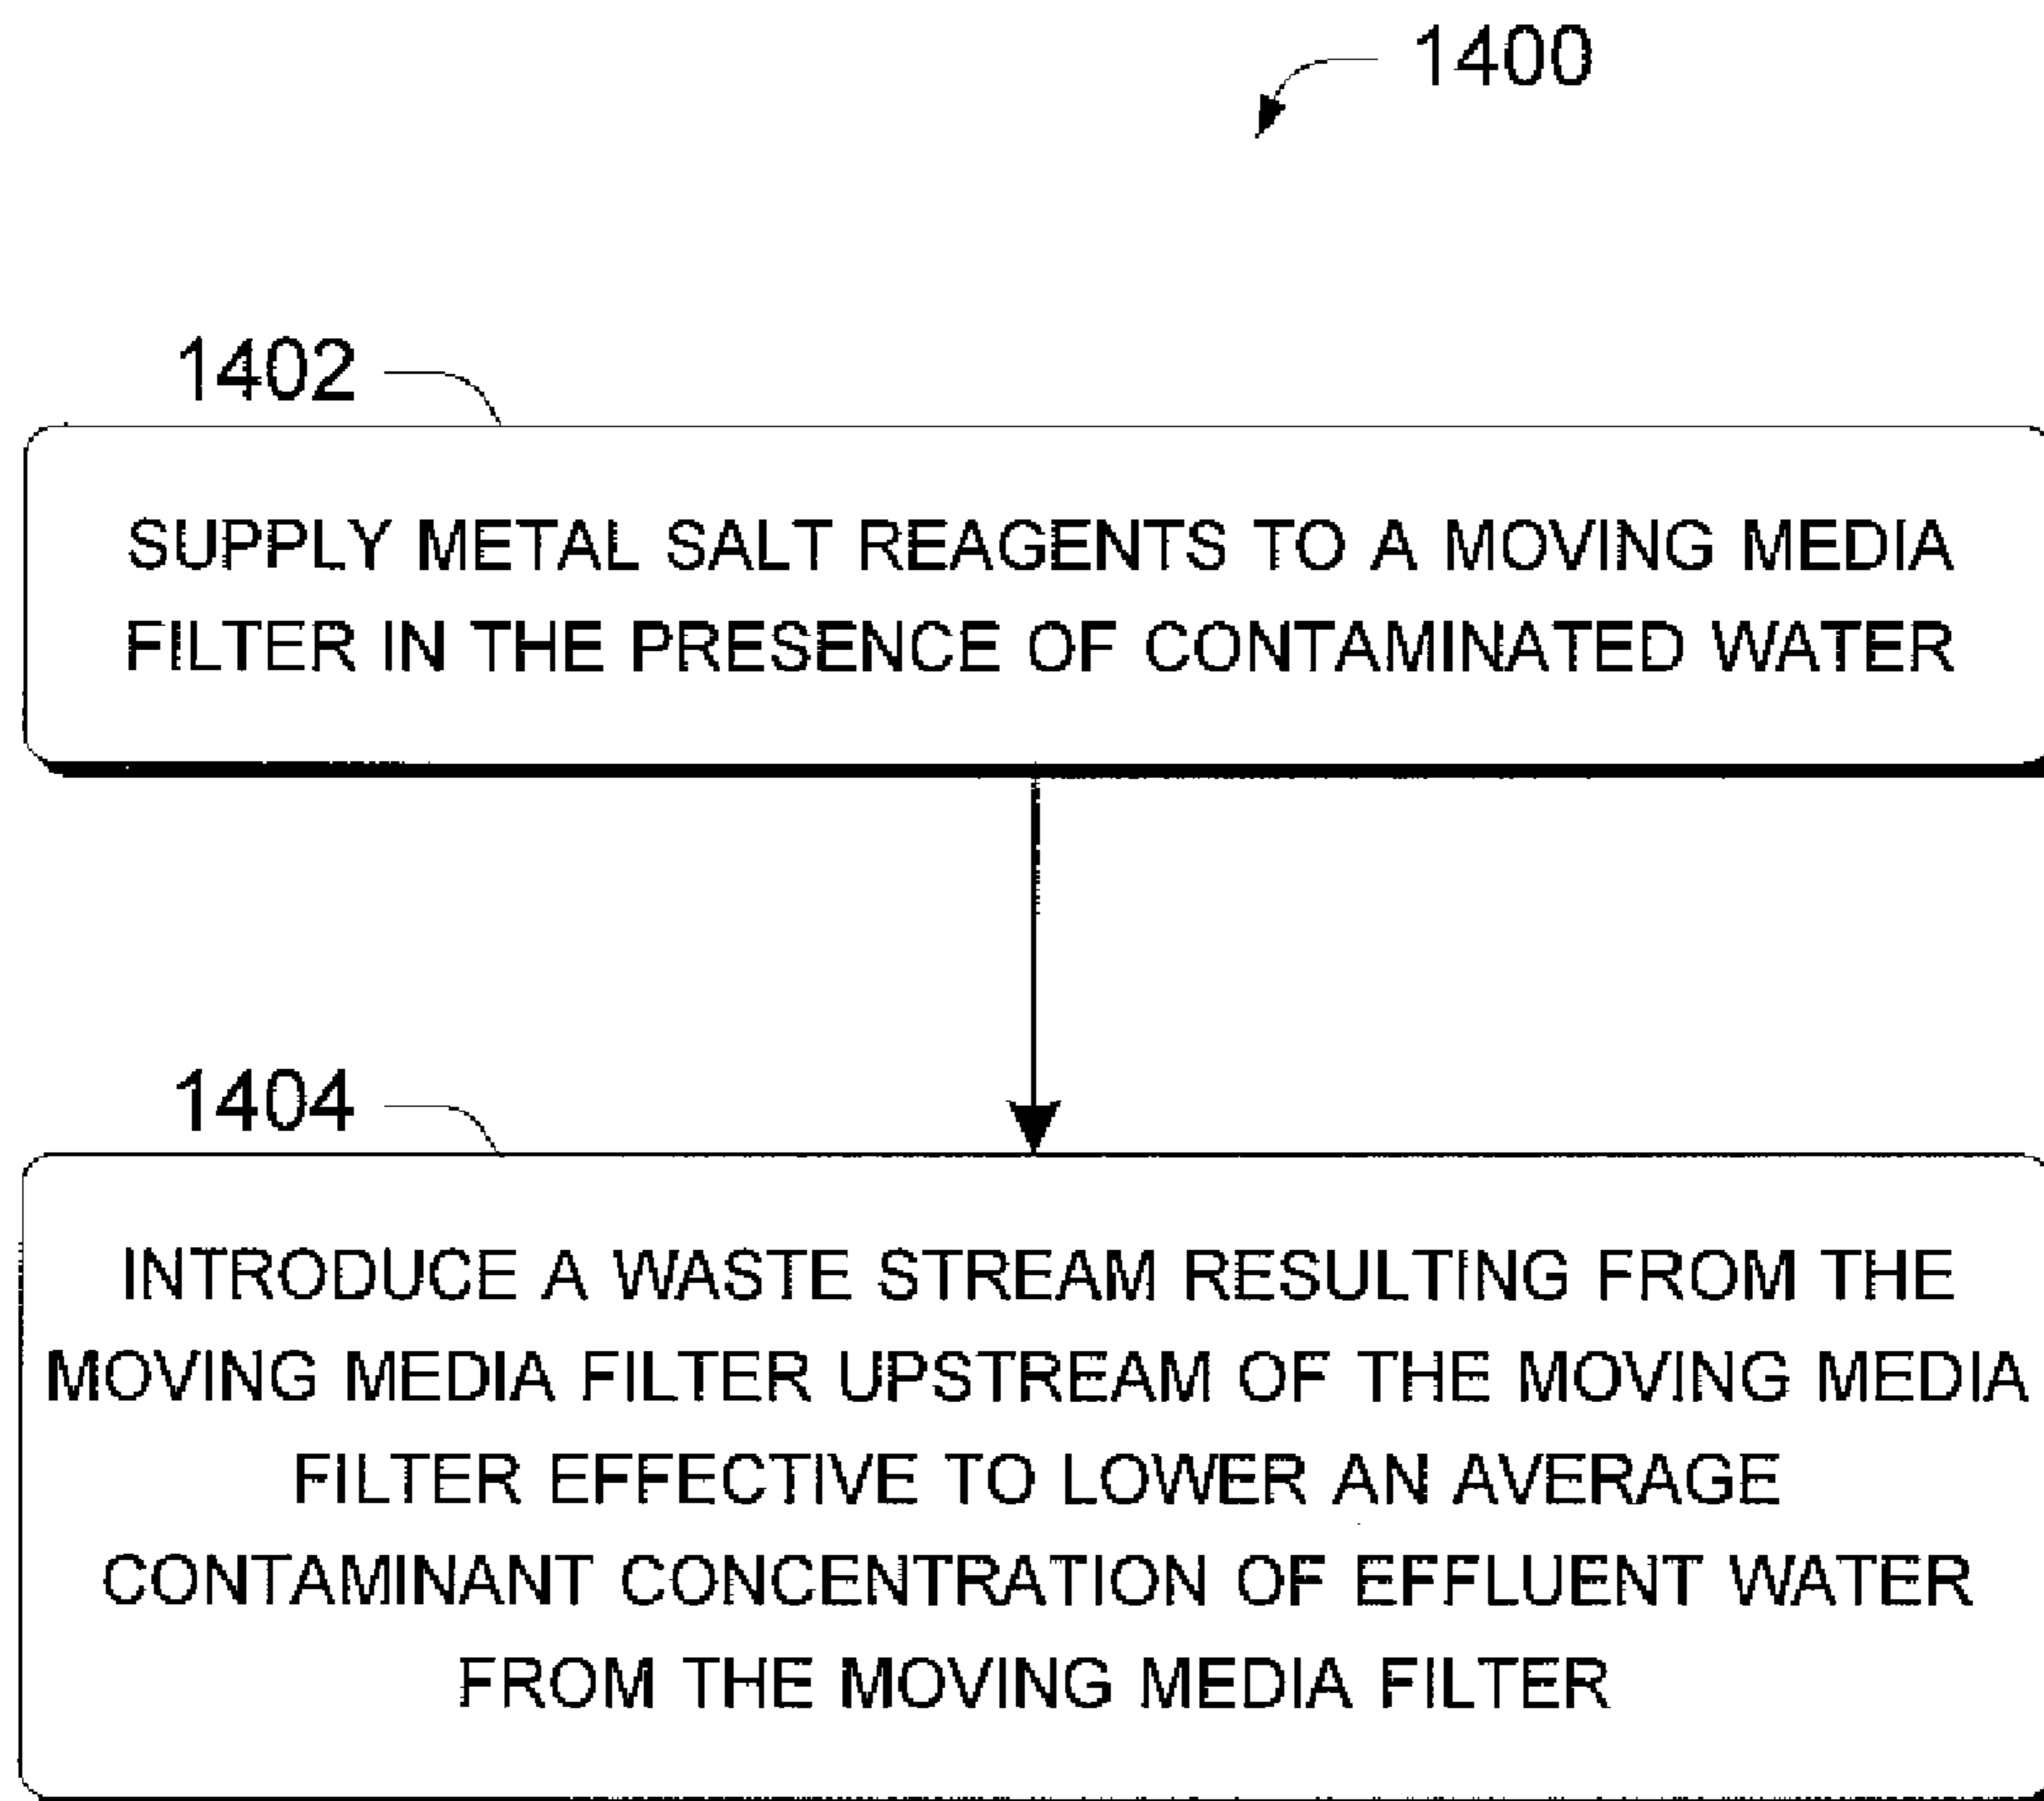 1400
1402
SUPPLY METAL SALT REAGENTS TO A MOVING MEDIA
FILTER IN THE PRESENCE OF CONTAMINATED WATER
1404
INTRODUCE A WASTE STREAM RESULTING FROM THE
MOVING MEDIA FILTER UPSTREAM OF THE MOVING MEDIA
FILTER EFFECTIVE TO LOWER AN AVERAGE
CONTAMINANT CONCENTRATION OF EFFLUENT WATER
FROM THE MOVING MEDIA FILTER